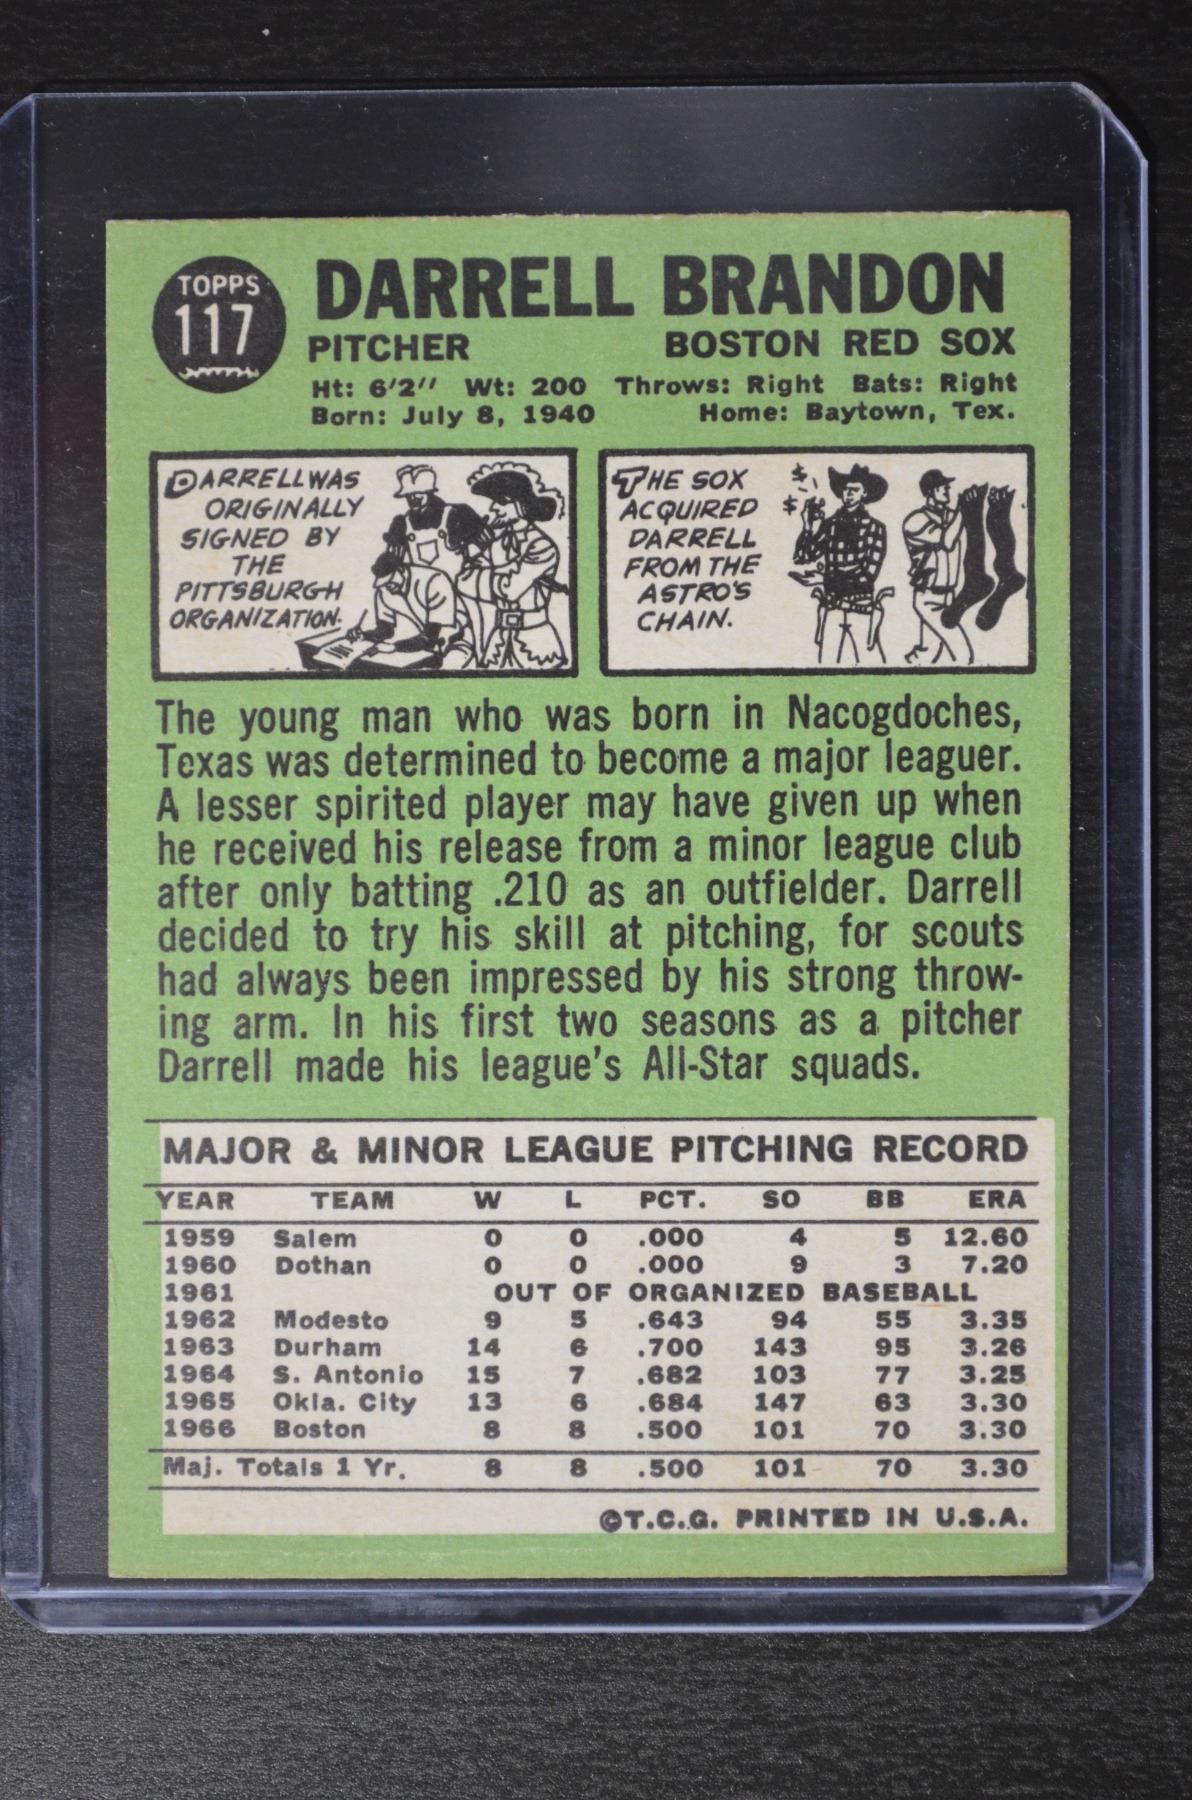 TOPPS
117
DARRELL BRANDON
PITCHER BOSTON RED SOX
Ht: 6'2" Wt: 200 Throws: Right Bats: Right
Born: July 8, 1940 Home: Baytown, Tex.
DARRELL WAS
ORIGINALLY
SIGNED BY
THE
PITTSBURGH
ORGANIZATION.
THE SOX
ACQUIRED
DARRELL
FROM THE
ASTRO'S
CHAIN.
$
$
The young man who was born in Nacogdoches,
Texas was determined to become a major leaguer.
A lesser spirited player may have given up when
he received his release from a minor league club
after only batting .210 as an outfielder. Darrell
decided to try his skill at pitching, for scouts
had always been impressed by his strong throw-
ing arm. In his first two seasons as a pitcher
Darrell made his league's All-Star squads.
MAJOR & MINOR LEAGUE PITCHING RECORD
YEAR TEAM W L PCT. SO BB ERA
1959 Salem 0 0 .000 4 5 12.60
1960 Dothan 0 0 .000 9 3 7.20
1961 OUT OF ORGANIZED BASEBALL
1962 Modesto 9 5 .643 94 55 3.35
1963 Durham 14 6 .700 143 95 3.26
1964 S. Antonio 15 7 .682 103 77 3.25
1965 Okla. City 13 6 .684 147 63 3.30
1966 Boston 8 8 .500 101 70 3.30
Maj. Totals 1 Yr. 8 8 .500 101 70 3.30
©T.C.G. PRINTED IN U.S.A.